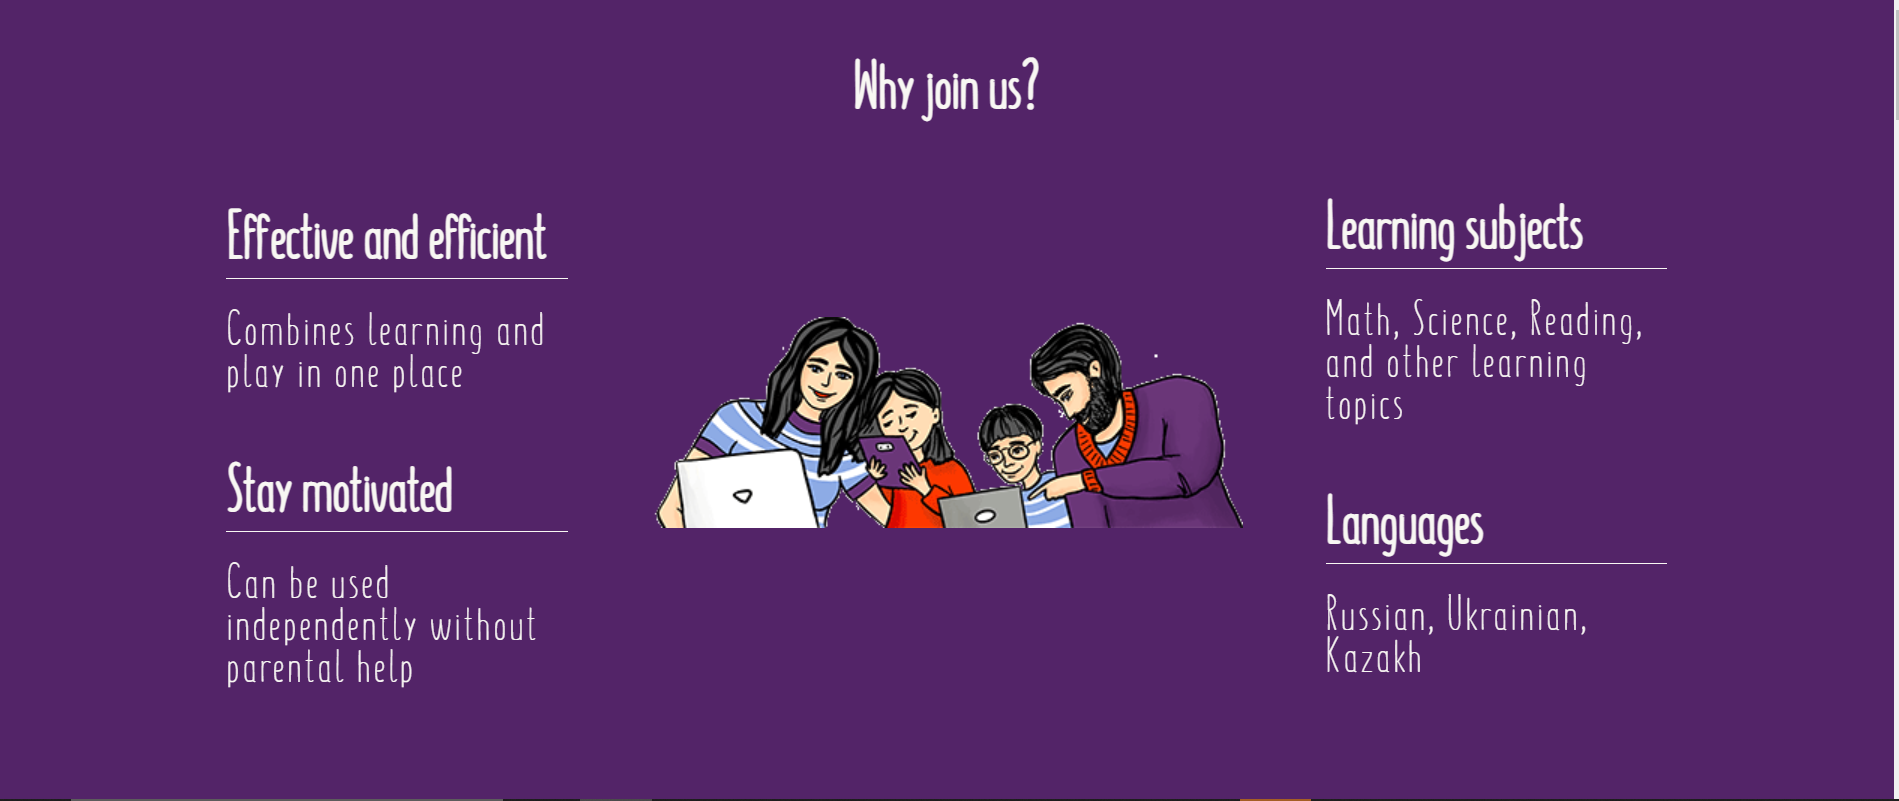 Why join us?
Effective and efficient
Combines learning and
play in one place
Stay motivated
Can be used
independently without
parental help
Learning subjects
Math, Science, Reading,
and other learning
topics
Languages
Russian, Ukrainian,
Kazakh